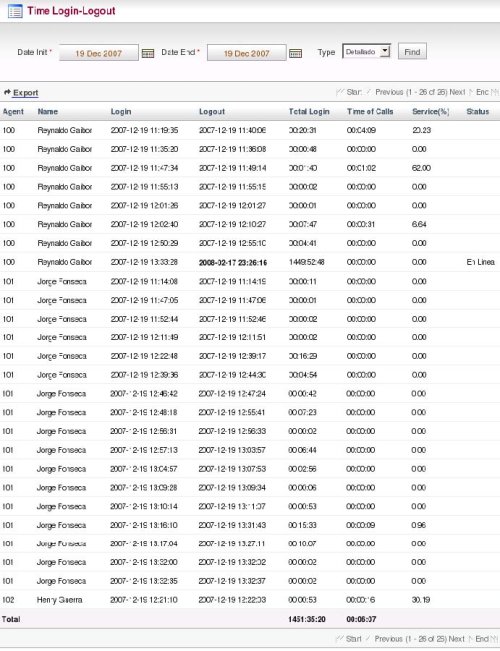 Time Login-Logout
Date Init * 19 Dec 2007 Date End * 19 Dec 2007 Type Detallado Find
Export Start Previous (1 - 26 of 26) Next End
Agent Name Login Logout Total Login Time of Calls Service(%) Status
100 Reynaldo Gaibor 2007-12-19 11:19:35 2007-12-19 11:40:06 00:20:31 00:04:09 20.23
100 Reynaldo Gaibor 2007-12-19 11:35:20 2007-12-19 11:36:08 00:00:48 00:00:00 0.00
100 Reynaldo Gaibor 2007-12-19 11:47:34 2007-12-19 11:49:14 00:01:40 00:01:02 62.00
100 Reynaldo Gaibor 2007-12-19 11:55:13 2007-12-19 11:55:15 00:00:02 00:00:00 0.00
100 Reynaldo Gaibor 2007-12-19 12:01:26 2007-12-19 12:01:27 00:00:01 00:00:00 0.00
100 Reynaldo Gaibor 2007-12-19 12:02:40 2007-12-19 12:10:27 00:07:47 00:00:31 6.64
100 Reynaldo Gaibor 2007-12-19 12:50:29 2007-12-19 12:55:10 00:04:41 00:00:00 0.00
100 Reynaldo Gaibor 2007-12-19 13:33:28 2008-02-17 23:26:16 1449:52:48 00:00:00 0.00 En Linea
101 Jorge Fonseca 2007-12-19 11:14:08 2007-12-19 11:14:19 00:00:11 00:00:00 0.00
101 Jorge Fonseca 2007-12-19 11:47:05 2007-12-19 11:47:06 00:00:01 00:00:00 0.00
101 Jorge Fonseca 2007-12-19 11:52:44 2007-12-19 11:52:46 00:00:02 00:00:00 0.00
101 Jorge Fonseca 2007-12-19 12:11:49 2007-12-19 12:11:51 00:00:02 00:00:00 0.00
101 Jorge Fonseca 2007-12-19 12:22:48 2007-12-19 12:39:17 00:16:29 00:00:00 0.00
101 Jorge Fonseca 2007-12-19 12:39:36 2007-12-19 12:44:30 00:04:54 00:00:00 0.00
101 Jorge Fonseca 2007-12-19 12:46:42 2007-12-19 12:47:24 00:00:42 00:00:00 0.00
101 Jorge Fonseca 2007-12-19 12:48:18 2007-12-19 12:55:41 00:07:23 00:00:00 0.00
101 Jorge Fonseca 2007-12-19 12:56:31 2007-12-19 12:56:33 00:00:02 00:00:00 0.00
101 Jorge Fonseca 2007-12-19 12:57:13 2007-12-19 13:03:57 00:06:44 00:00:00 0.00
101 Jorge Fonseca 2007-12-19 13:04:57 2007-12-19 13:07:53 00:02:56 00:00:00 0.00
101 Jorge Fonseca 2007-12-19 13:09:28 2007-12-19 13:09:34 00:00:06 00:00:00 0.00
101 Jorge Fonseca 2007-12-19 13:10:14 2007-12-19 13:11:07 00:00:53 00:00:00 0.00
101 Jorge Fonseca 2007-12-19 13:16:10 2007-12-19 13:31:43 00:15:33 00:00:09 0.96
101 Jorge Fonseca 2007-12-19 13:17:04 2007-12-19 13:27:11 00:10:07 00:00:00 0.00
101 Jorge Fonseca 2007-12-19 13:32:00 2007-12-19 13:32:02 00:00:02 00:00:00 0.00
101 Jorge Fonseca 2007-12-19 13:32:35 2007-12-19 13:32:37 00:00:02 00:00:00 0.00
102 Henry Guerra 2007-12-19 12:21:10 2007-12-19 12:22:03 00:00:53 00:00:16 30.19
Total 1451:35:20 00:06:07
Start Previous (1 - 26 of 26) Next End